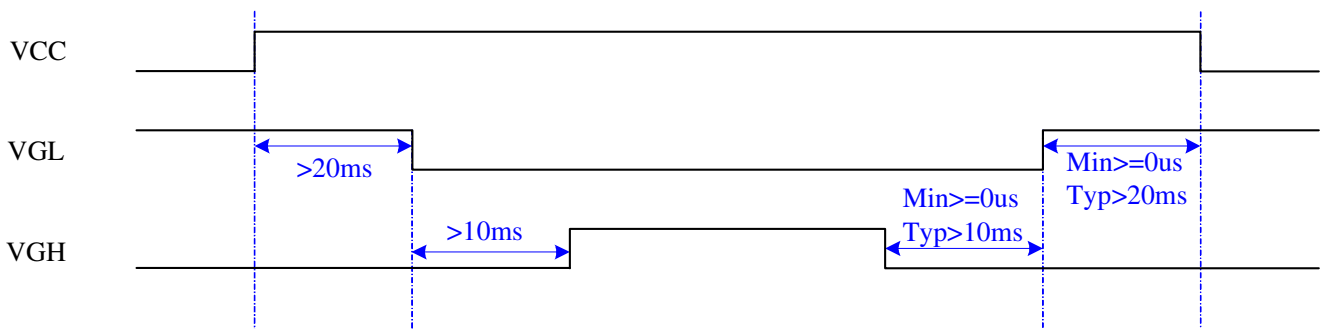 VCC
VGL
>20ms
Min>=0us
Typ>20ms
VGH
>10ms
Min>=0us
Typ>10ms